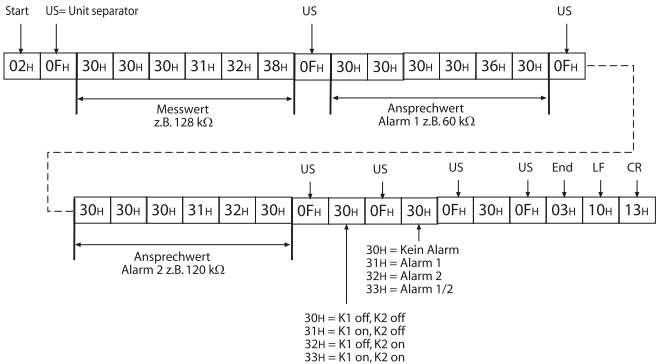 Start US= Unit separator US US
02H 0FH 30H 30H 30H 31H 32H 38H 0FH 30H 30H 30H 30H 36H 30H 0FH
Messwert
z.B. 128 kΩ
Ansprechwert
Alarm 1 z.B. 60 kΩ
US US US US End LF CR
30H 30H 30H 31H 32H 30H 0FH 30H 0FH 30H 0FH 30H 0FH 03H 10H 13H
Ansprechwert
Alarm 2 z.B. 120 kΩ
30H = Kein Alarm
31H = Alarm 1
32H = Alarm 2
33H = Alarm 1/2
30H = K1 off, K2 off
31H = K1 on, K2 off
32H = K1 off, K2 on
33H = K1 on, K2 on